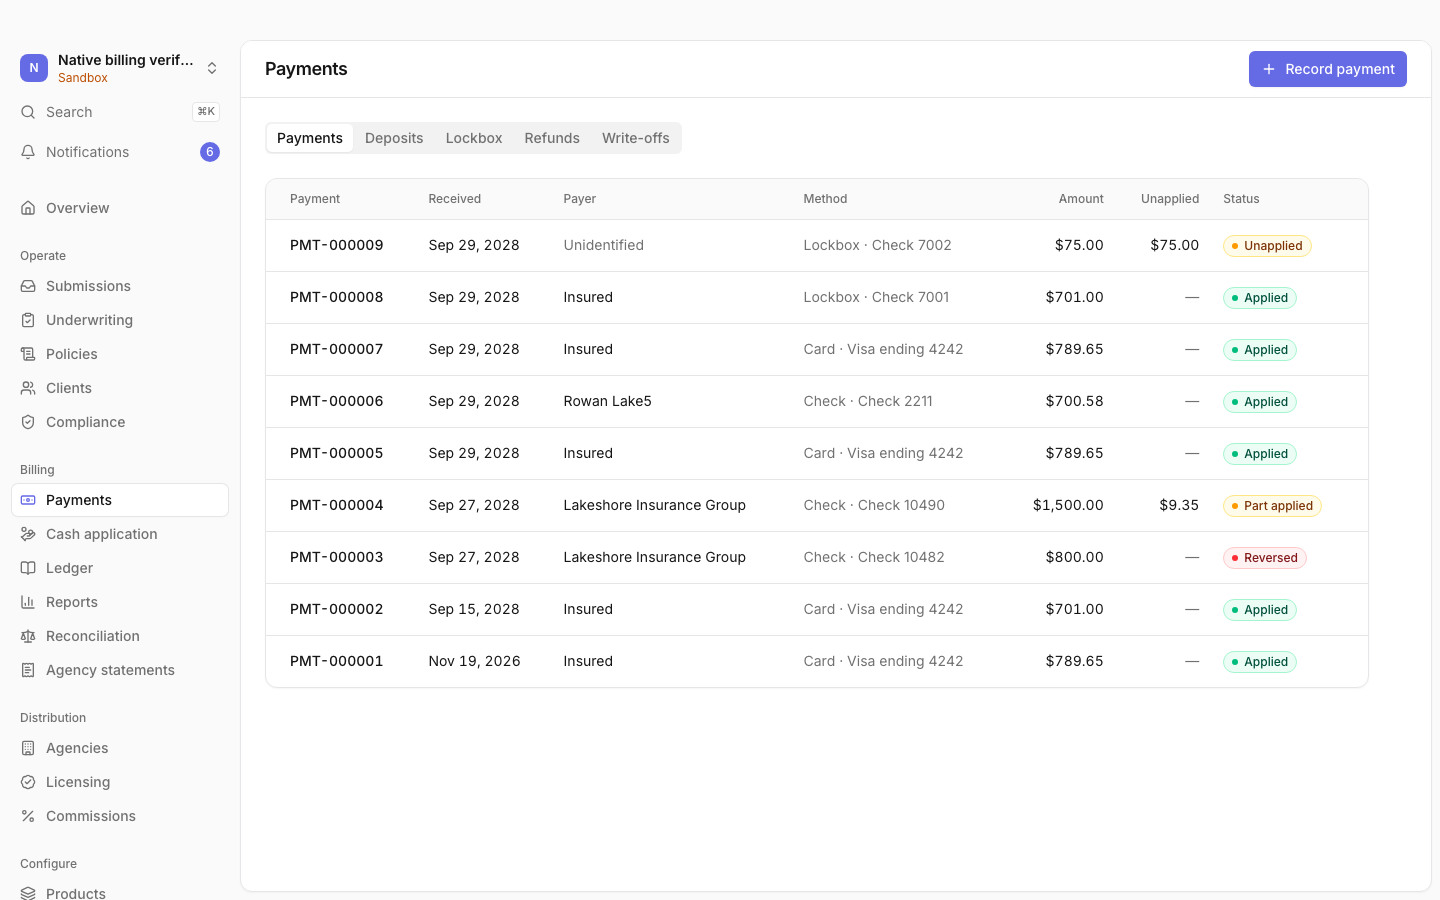 N
Native billing verif...
Sandbox
Search
⌘K
Notifications
6
Overview
Operate
Submissions
Underwriting
Policies
Clients
Compliance
Billing
Payments
Cash application
Ledger
Reports
Reconciliation
Agency statements
Distribution
Agencies
Licensing
Commissions
Configure
Products
Payments
Record payment
Payments Deposits Lockbox Refunds Write-offs
Payment Received Payer Method Amount Unapplied Status
PMT-000009 Sep 29, 2028 Unidentified Lockbox · Check 7002 $75.00 $75.00 Unapplied
PMT-000008 Sep 29, 2028 Insured Lockbox · Check 7001 $701.00 — Applied
PMT-000007 Sep 29, 2028 Insured Card · Visa ending 4242 $789.65 — Applied
PMT-000006 Sep 29, 2028 Rowan Lake5 Check · Check 2211 $700.58 — Applied
PMT-000005 Sep 29, 2028 Insured Card · Visa ending 4242 $789.65 — Applied
PMT-000004 Sep 27, 2028 Lakeshore Insurance Group Check · Check 10490 $1,500.00 $9.35 Part applied
PMT-000003 Sep 27, 2028 Lakeshore Insurance Group Check · Check 10482 $800.00 — Reversed
PMT-000002 Sep 15, 2028 Insured Card · Visa ending 4242 $701.00 — Applied
PMT-000001 Nov 19, 2026 Insured Card · Visa ending 4242 $789.65 — Applied